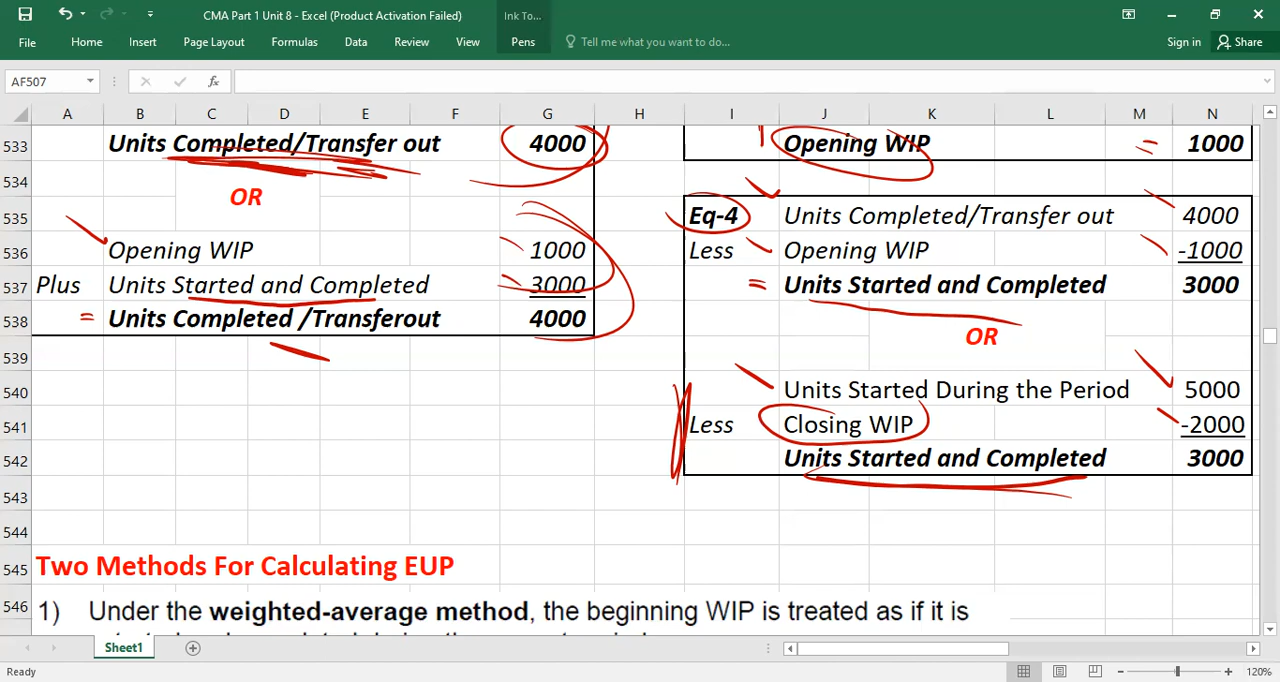 CMA Part 1 Unit 8 - Excel (Product Activation Failed)
Ink To...
File Home Insert Page Layout Formulas Data Review View Pens Tell me what you want to do...
Sign in Share
AF507
fx
A B C D E F G H I J K L M N
533 Units Completed/Transfer out 4000 Opening WIP = 1000
534 OR
535 Eq-4 Units Completed/Transfer out 4000
536 Opening WIP 1000 Less Opening WIP -1000
537 Plus Units Started and Completed 3000 = Units Started and Completed 3000
538 = Units Completed /Transferout 4000 OR
539
540 Units Started During the Period 5000
541 Less Closing WIP -2000
542 Units Started and Completed 3000
543
544
545 Two Methods For Calculating EUP
546 1) Under the weighted-average method, the beginning WIP is treated as if it is
Sheet1
Ready
120%